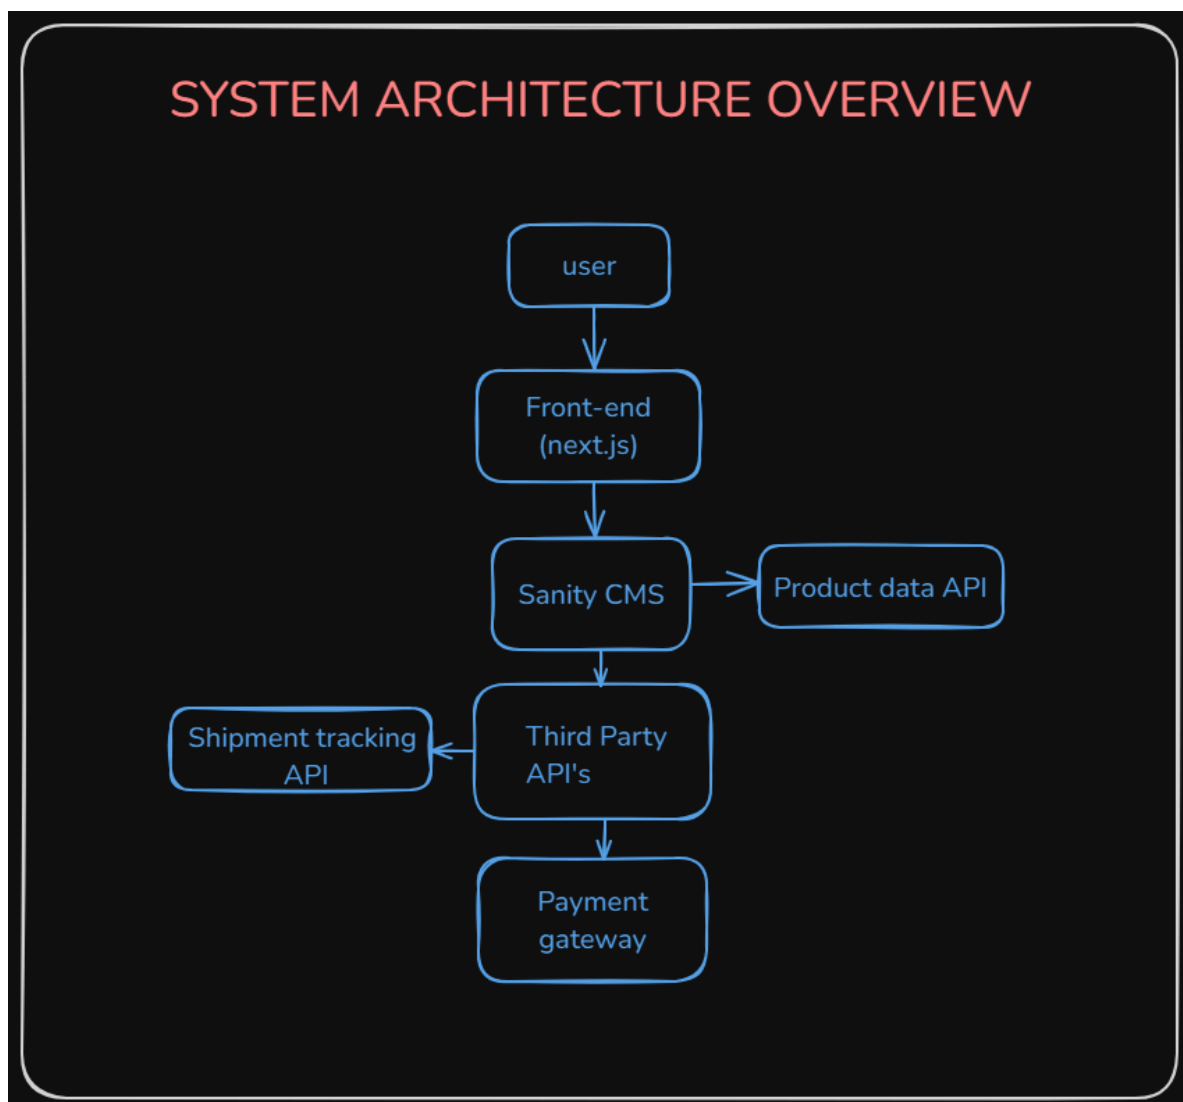 SYSTEM ARCHITECTURE OVERVIEW
user
Front-end
(next.js)
Sanity CMS
Product data API
Shipment tracking
API
Third Party
API's
Payment
gateway